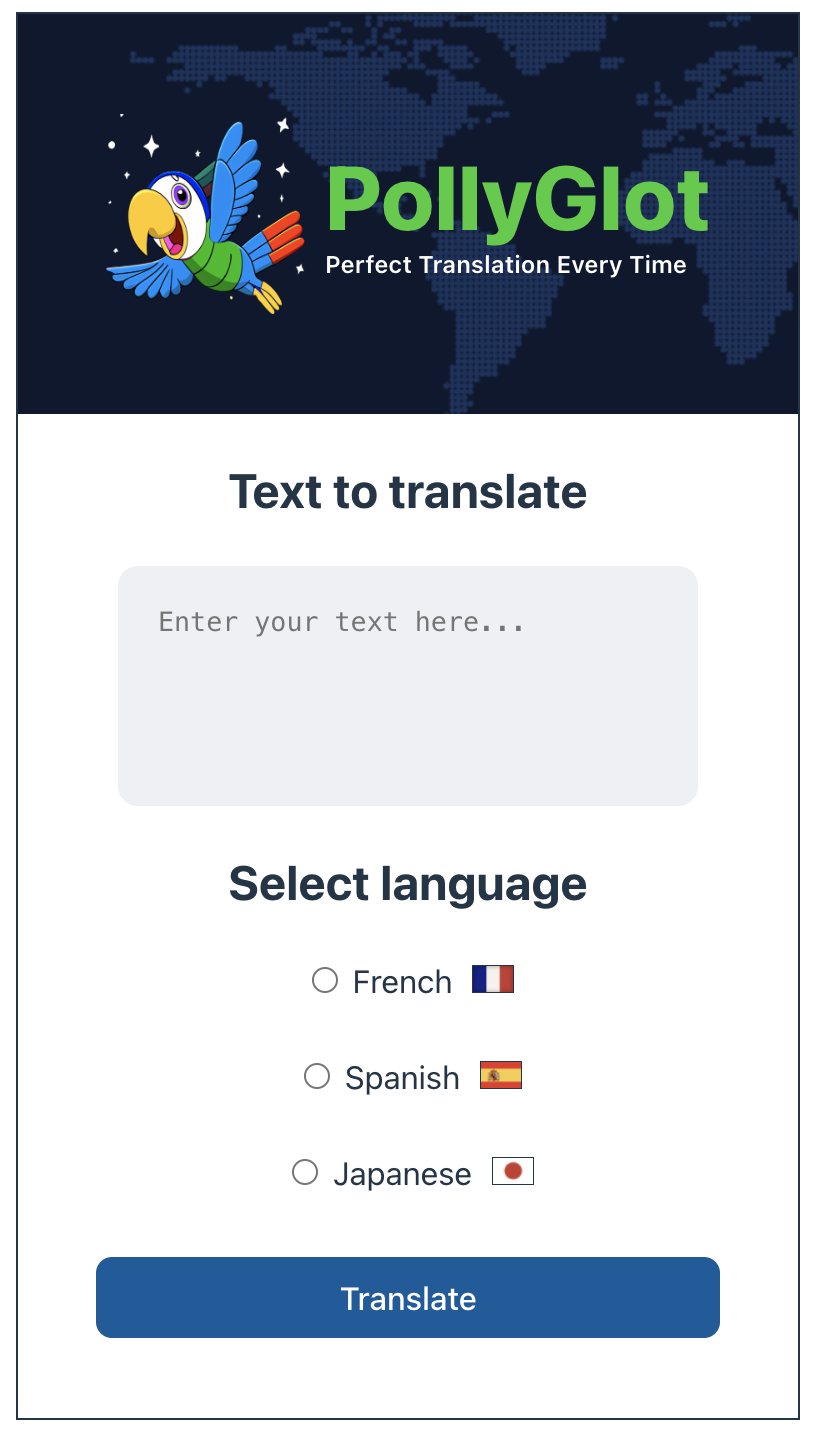 PollyGlot
Perfect Translation Every Time
Text to translate
Enter your text here...
Select language
French
Spanish
Japanese
Translate